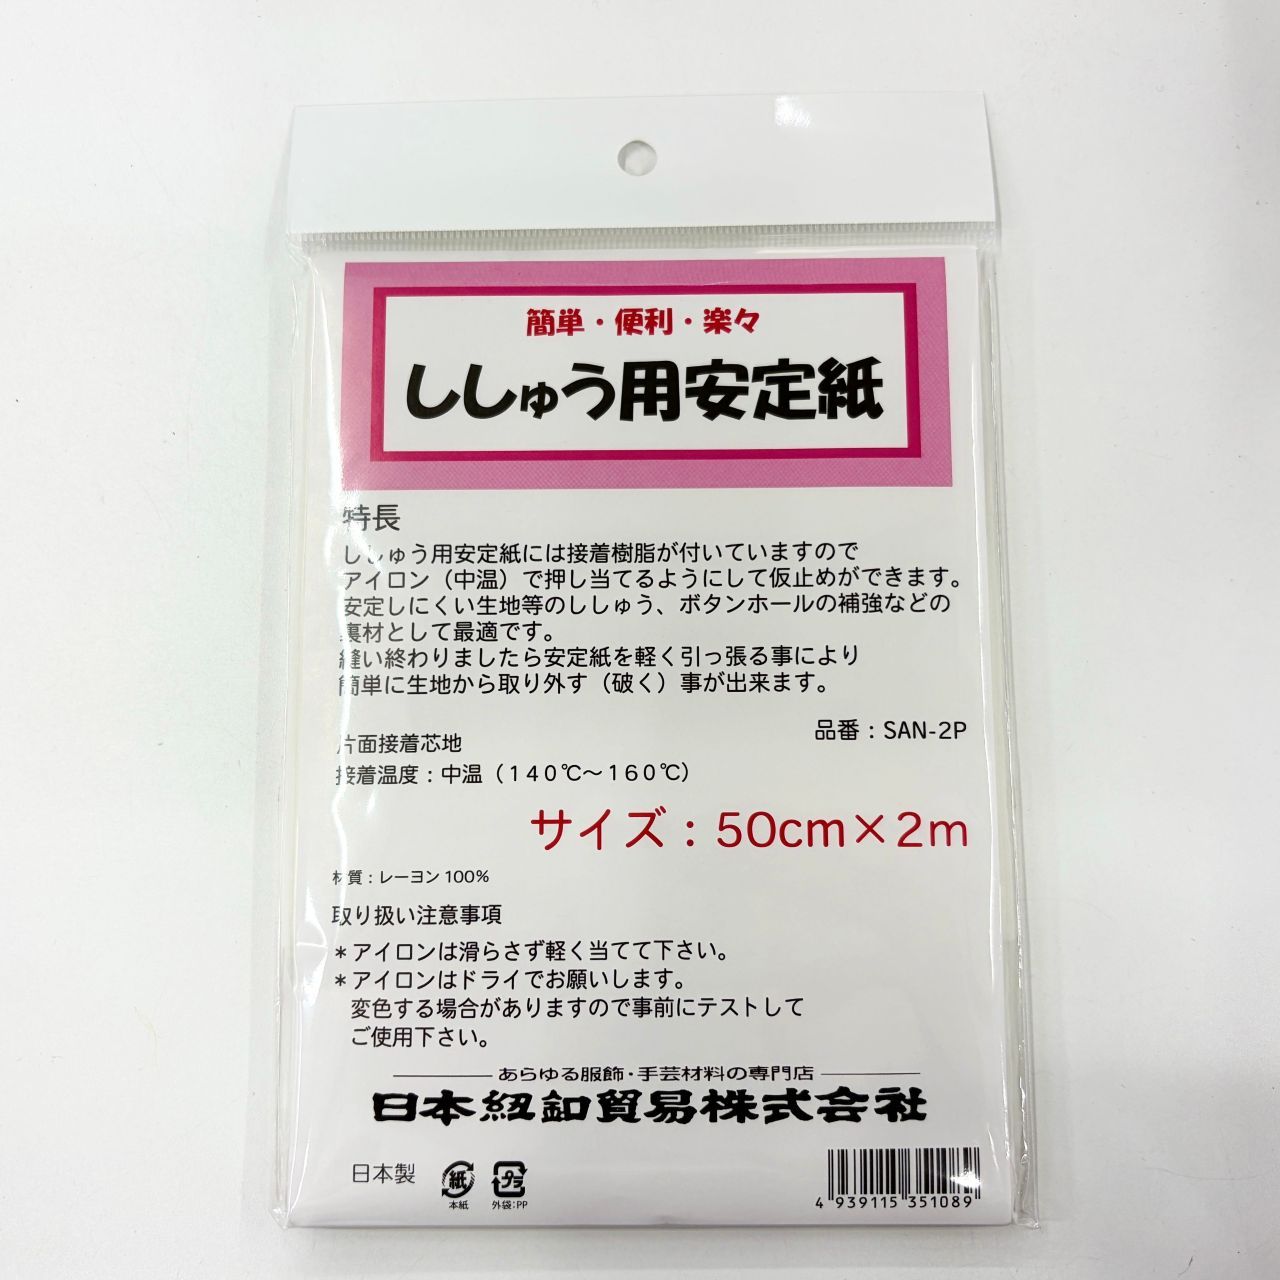 簡単・便利・楽々
ししゅう用安定紙
特長
ししゅう用安定紙には接着樹脂が付いていますので
アイロン（中温）で押し当てるようにして仮止めができます。
安定しにくい生地等のししゅう、ボタンホールの補強などの
裏材として最適です。
縫い終わりましたら安定紙を軽く引っ張る事により
簡単に生地から取り外す（破く）事が出来ます。
品番：SAN-2P
片面接着芯地
接着温度：中温（１４０℃～１６０℃）
サイズ：50cm×2m
材質：レーヨン100%
取り扱い注意事項
＊アイロンは滑らさず軽く当てて下さい。
＊アイロンはドライでお願いします。
変色する場合がありますので事前にテストして
ご使用下さい。
あらゆる服飾・手芸材料の専門店
日本紐釦貿易株式会社
日本製
紙
本紙
プラ
外袋:PP
4 939115 351089